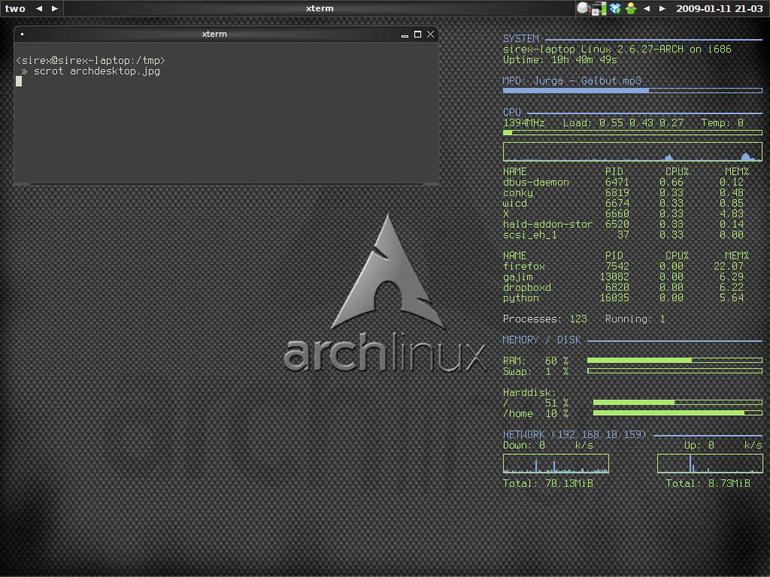 two xterm 2009-01-11 21-03
xterm
<sirex@sirex-laptop:/tmp>
» scrot archdesktop.jpg
archlinux
SYSTEM
sirex-laptop Linux 2.6.27-ARCH on i686
Uptime: 10h 40m 49s
MPD: Jurga - Galbut.mp3
CPU
1394MHz Load: 0.55 0.43 0.27 Temp: 0
NAME PID CPU% MEM%
dbus-daemon 6471 0.66 0.12
conky 6819 0.33 0.48
wicd 6674 0.33 0.85
X 6660 0.33 4.83
hald-addon-stor 6520 0.33 0.14
scsi_eh_1 37 0.33 0.00
NAME PID CPU% MEM%
firefox 7542 0.00 22.07
gajim 13082 0.00 6.29
dropboxd 6820 0.00 6.22
python 16035 0.00 5.64
Processes: 123 Running: 1
MEMORY / DISK
RAM: 60 %
Swap: 1 %
Harddisk:
/ 51 %
/home 10 %
NETWORK (192.168.10.159)
Down: 0 k/s Up: 0 k/s
Total: 70.13MiB Total: 8.73MiB